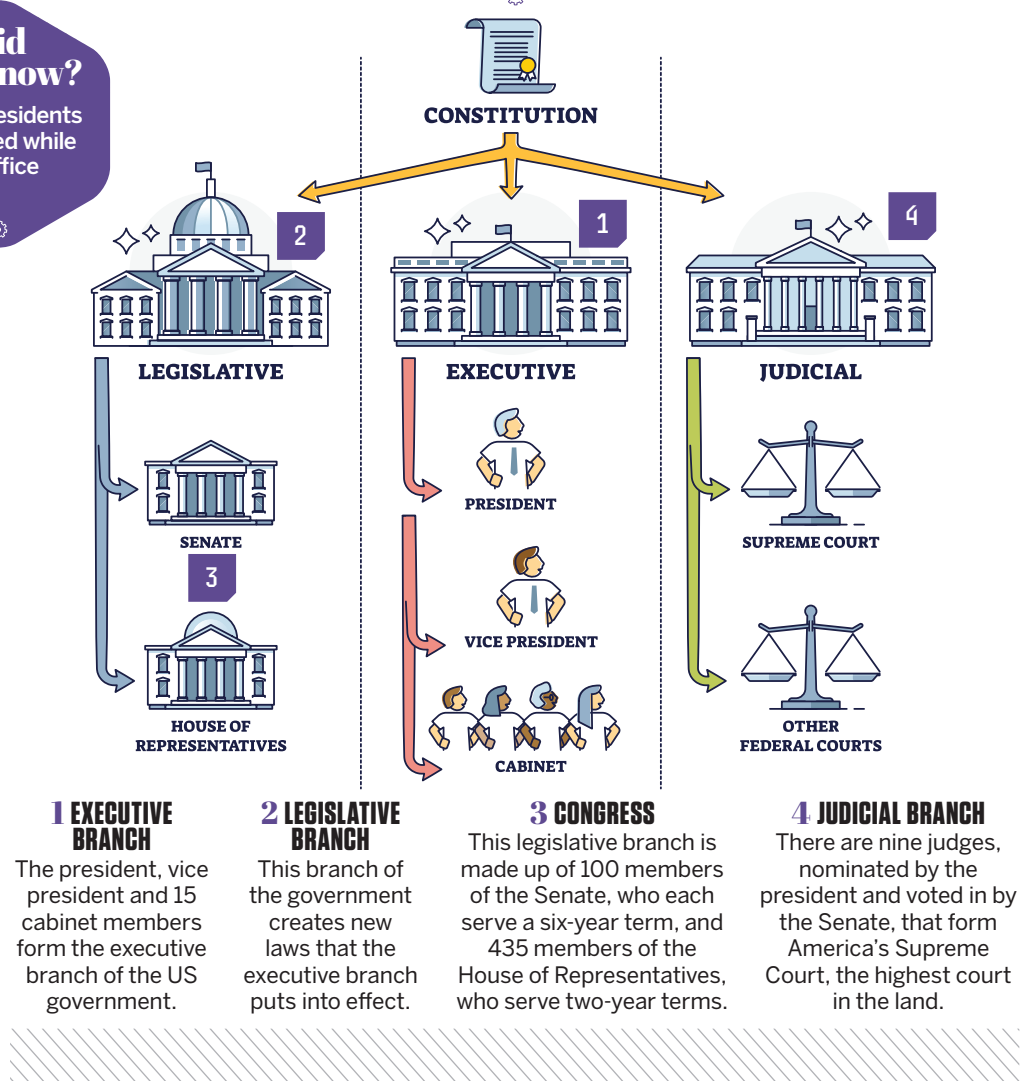 now?
while
CONSTITUTION
2
1
4
LEGISLATIVE
EXECUTIVE
JUDICIAL
PRESIDENT
SENATE
SUPREME COURT
3
VICE PRESIDENT
HOUSE OF
REPRESENTATIVES
OTHER
FEDERAL COURTS
CABINET
1 EXECUTIVE
BRANCH
The president, vice
president and 15
cabinet members
form the executive
branch of the US
government.
2 LEGISLATIVE
BRANCH
This branch of
the government
creates new
laws that the
executive branch
puts into effect.
3 CONGRESS
This legislative branch is
made up of 100 members
of the Senate, who each
serve a six-year term, and
435 members of the
House of Representatives,
who serve two-year terms.
4 JUDICIAL BRANCH
There are nine judges,
nominated by the
president and voted in by
the Senate, that form
America's Supreme
Court, the highest court
in the land.